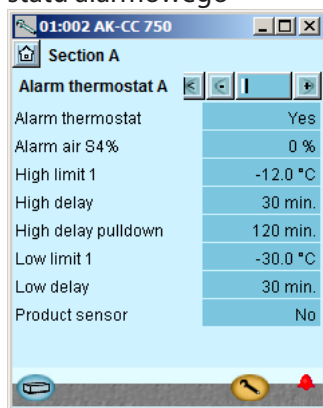 01:002 AK-CC 750
Section A
Alarm thermostat A
Alarm thermostat Yes
Alarm air S4% 0 %
High limit 1 -12.0 °C
High delay 30 min.
High delay pulldown 120 min.
Low limit 1 -30.0 °C
Low delay 30 min.
Product sensor No